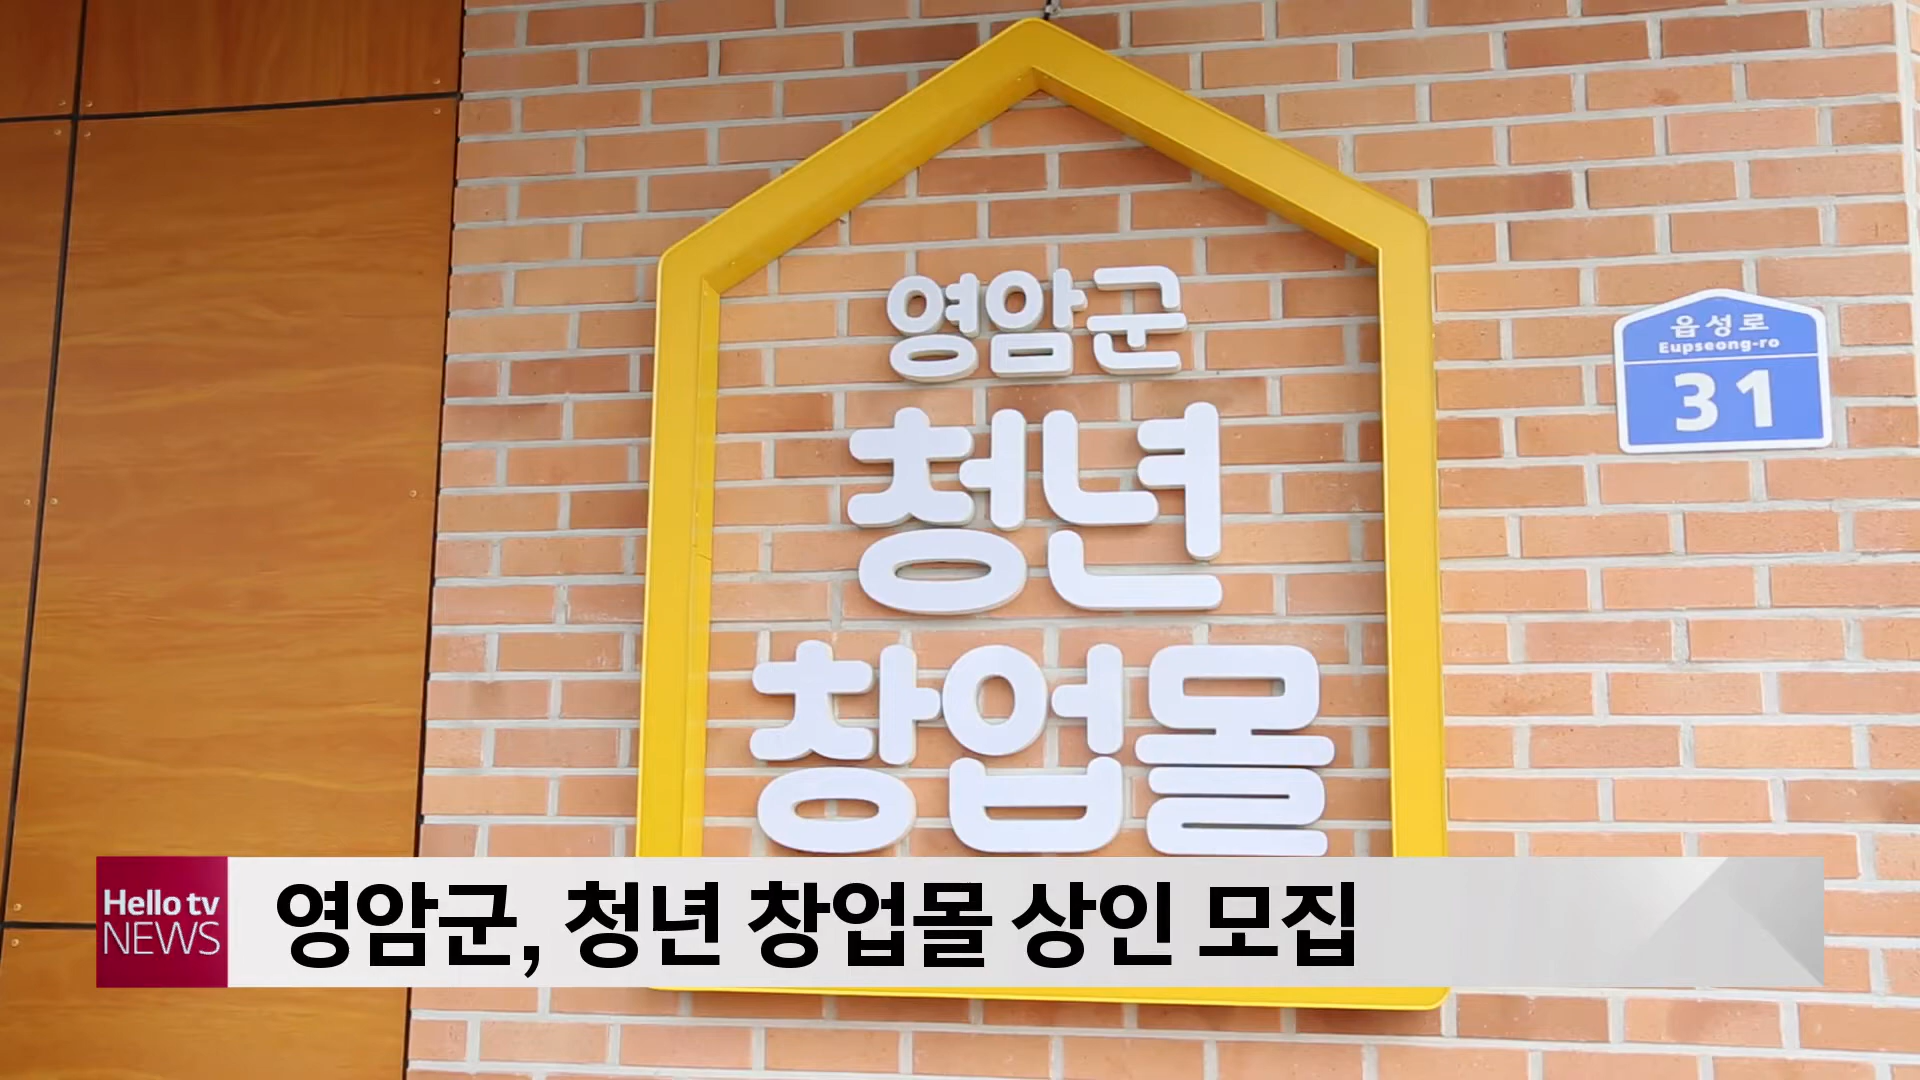 영암군
청년
창업몰
읍성로
Eupseong-ro
31
Hello tv
NEWS
영암군, 청년 창업몰 상인 모집